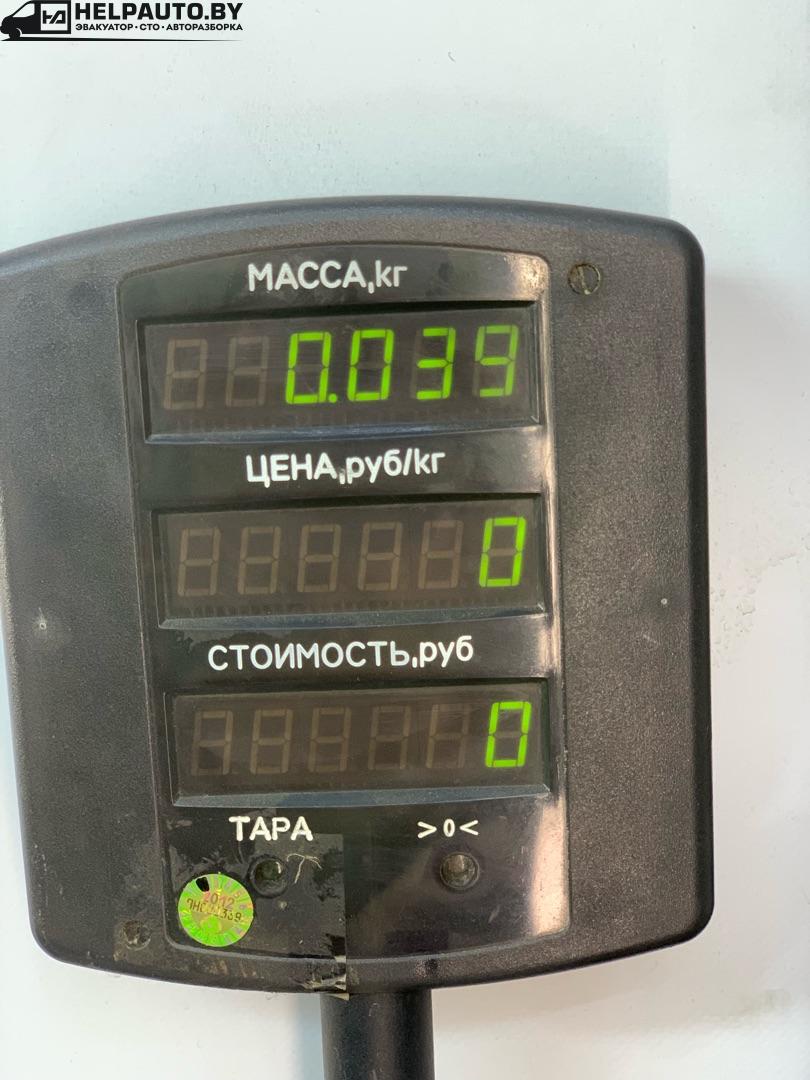 HELPAUTO.BY
ЭВАКУАТОР·СТО·АВТОРАЗБОРКА
МАССА,кг
0.039
ЦЕНА,руб/кг
0
СТОИМОСТЬ,руб
0
ТАРА >0<